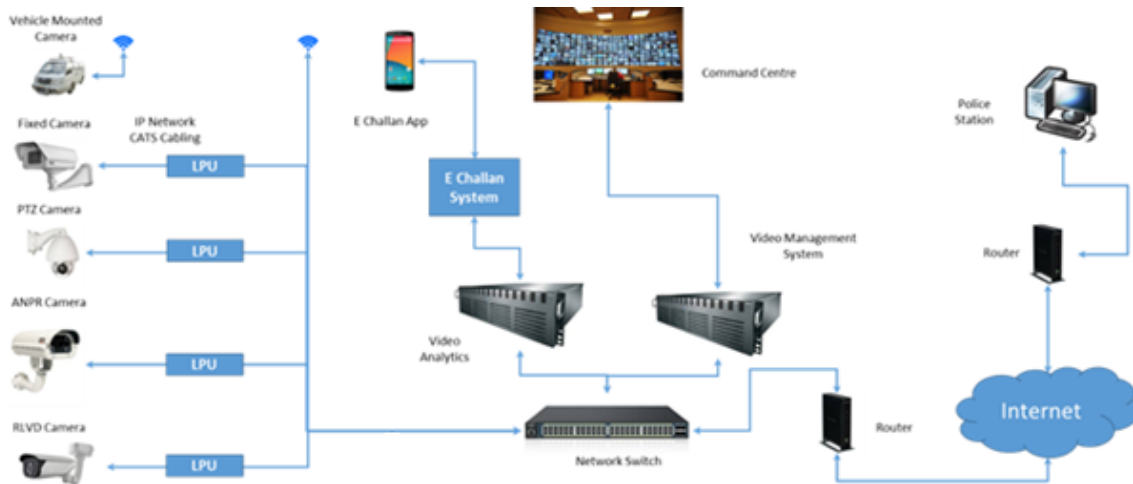 Vehicle Mounted
Camera
Fixed Camera
IP Network
CATS Cabling
LPU
PTZ Camera
LPU
ANPR Camera
LPU
RLVD Camera
LPU
E Challan App
E Challan
System
Video
Analytics
Command Centre
Video Management
System
Network Switch
Police
Station
Router
Internet
Router